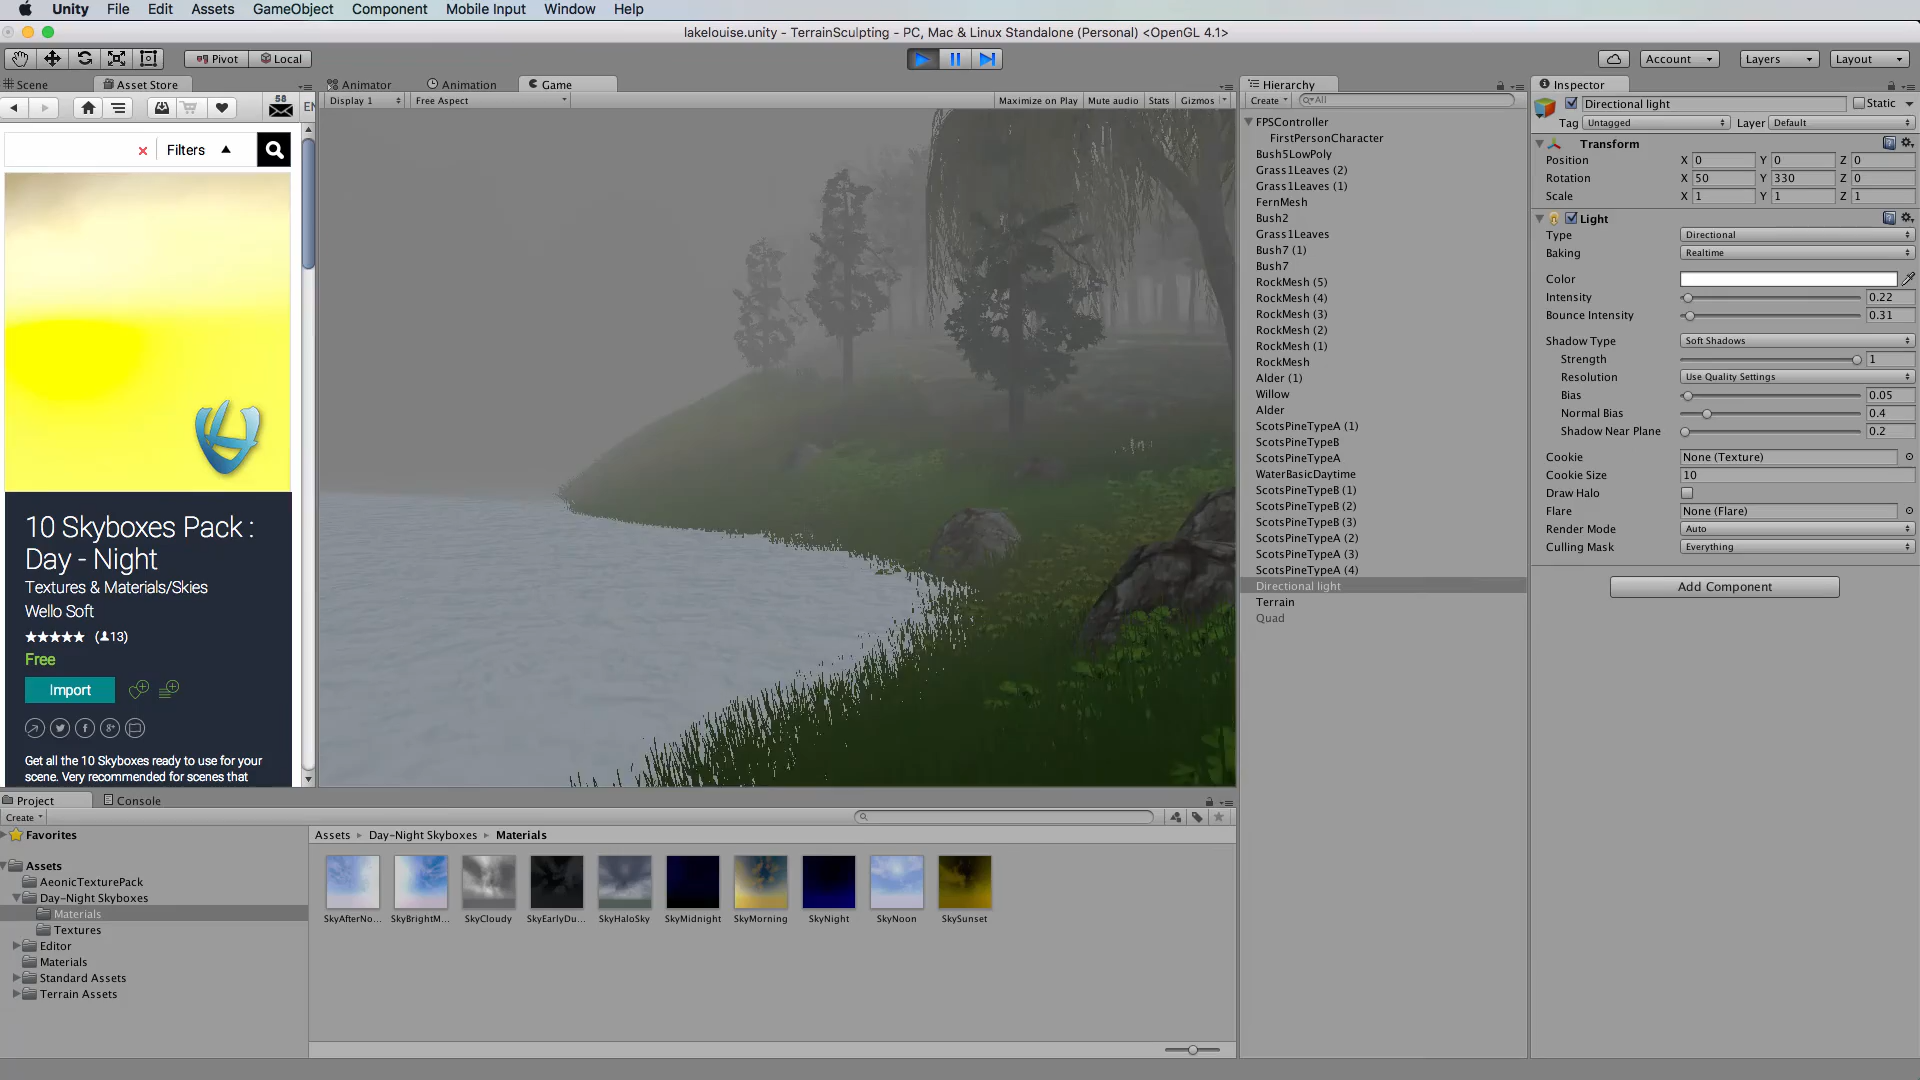 Unity File Edit Assets GameObject Component Mobile Input Window Help
lakelouise.unity - TerrainSculpting - PC, Mac & Linux Standalone (Personal) <OpenGL 4.1>
Pivot Local Account Layers Layout
Scene Asset Store Animator Animation Game Hierarchy Inspector
58 EN
Display 1 Free Aspect Maximize on Play Mute audio Stats Gizmos
Filters
10 Skyboxes Pack :
Day - Night
Textures & Materials/Skies
Wello Soft
★★★★★ (13)
Free
Import
Get all the 10 Skyboxes ready to use for your
scene. Very recommended for scenes that
Create All
FPSController
FirstPersonCharacter
Bush5LowPoly
Grass1Leaves (2)
Grass1Leaves (1)
FernMesh
Bush2
Grass1Leaves
Bush7 (1)
Bush7
RockMesh (5)
RockMesh (4)
RockMesh (3)
RockMesh (2)
RockMesh (1)
RockMesh
Alder (1)
Willow
Alder
ScotsPineTypeA (1)
ScotsPineTypeB
ScotsPineTypeA
WaterBasicDaytime
ScotsPineTypeB (1)
ScotsPineTypeB (2)
ScotsPineTypeB (3)
ScotsPineTypeA (2)
ScotsPineTypeA (3)
ScotsPineTypeA (4)
Directional light
Terrain
Quad
Directional light Static
Tag Untagged Layer Default
Transform
Position X 0 Y 0 Z 0
Rotation X 50 Y 330 Z 0
Scale X 1 Y 1 Z 1
Light
Type Directional
Baking Realtime
Color
Intensity 0.22
Bounce Intensity 0.31
Shadow Type Soft Shadows
Strength 1
Resolution Use Quality Settings
Bias 0.05
Normal Bias 0.4
Shadow Near Plane 0.2
Cookie None (Texture)
Cookie Size 10
Draw Halo
Flare None (Flare)
Render Mode Auto
Culling Mask Everything
Add Component
Project Console
Create
Favorites
Assets
AeonicTexturePack
Day-Night Skyboxes
Materials
Textures
Editor
Materials
Standard Assets
Terrain Assets
Assets Day-Night Skyboxes Materials
SkyAfterNo... SkyBrightM... SkyCloudy SkyEarlyDu... SkyHaloSky SkyMidnight SkyMorning SkyNight SkyNoon SkySunset